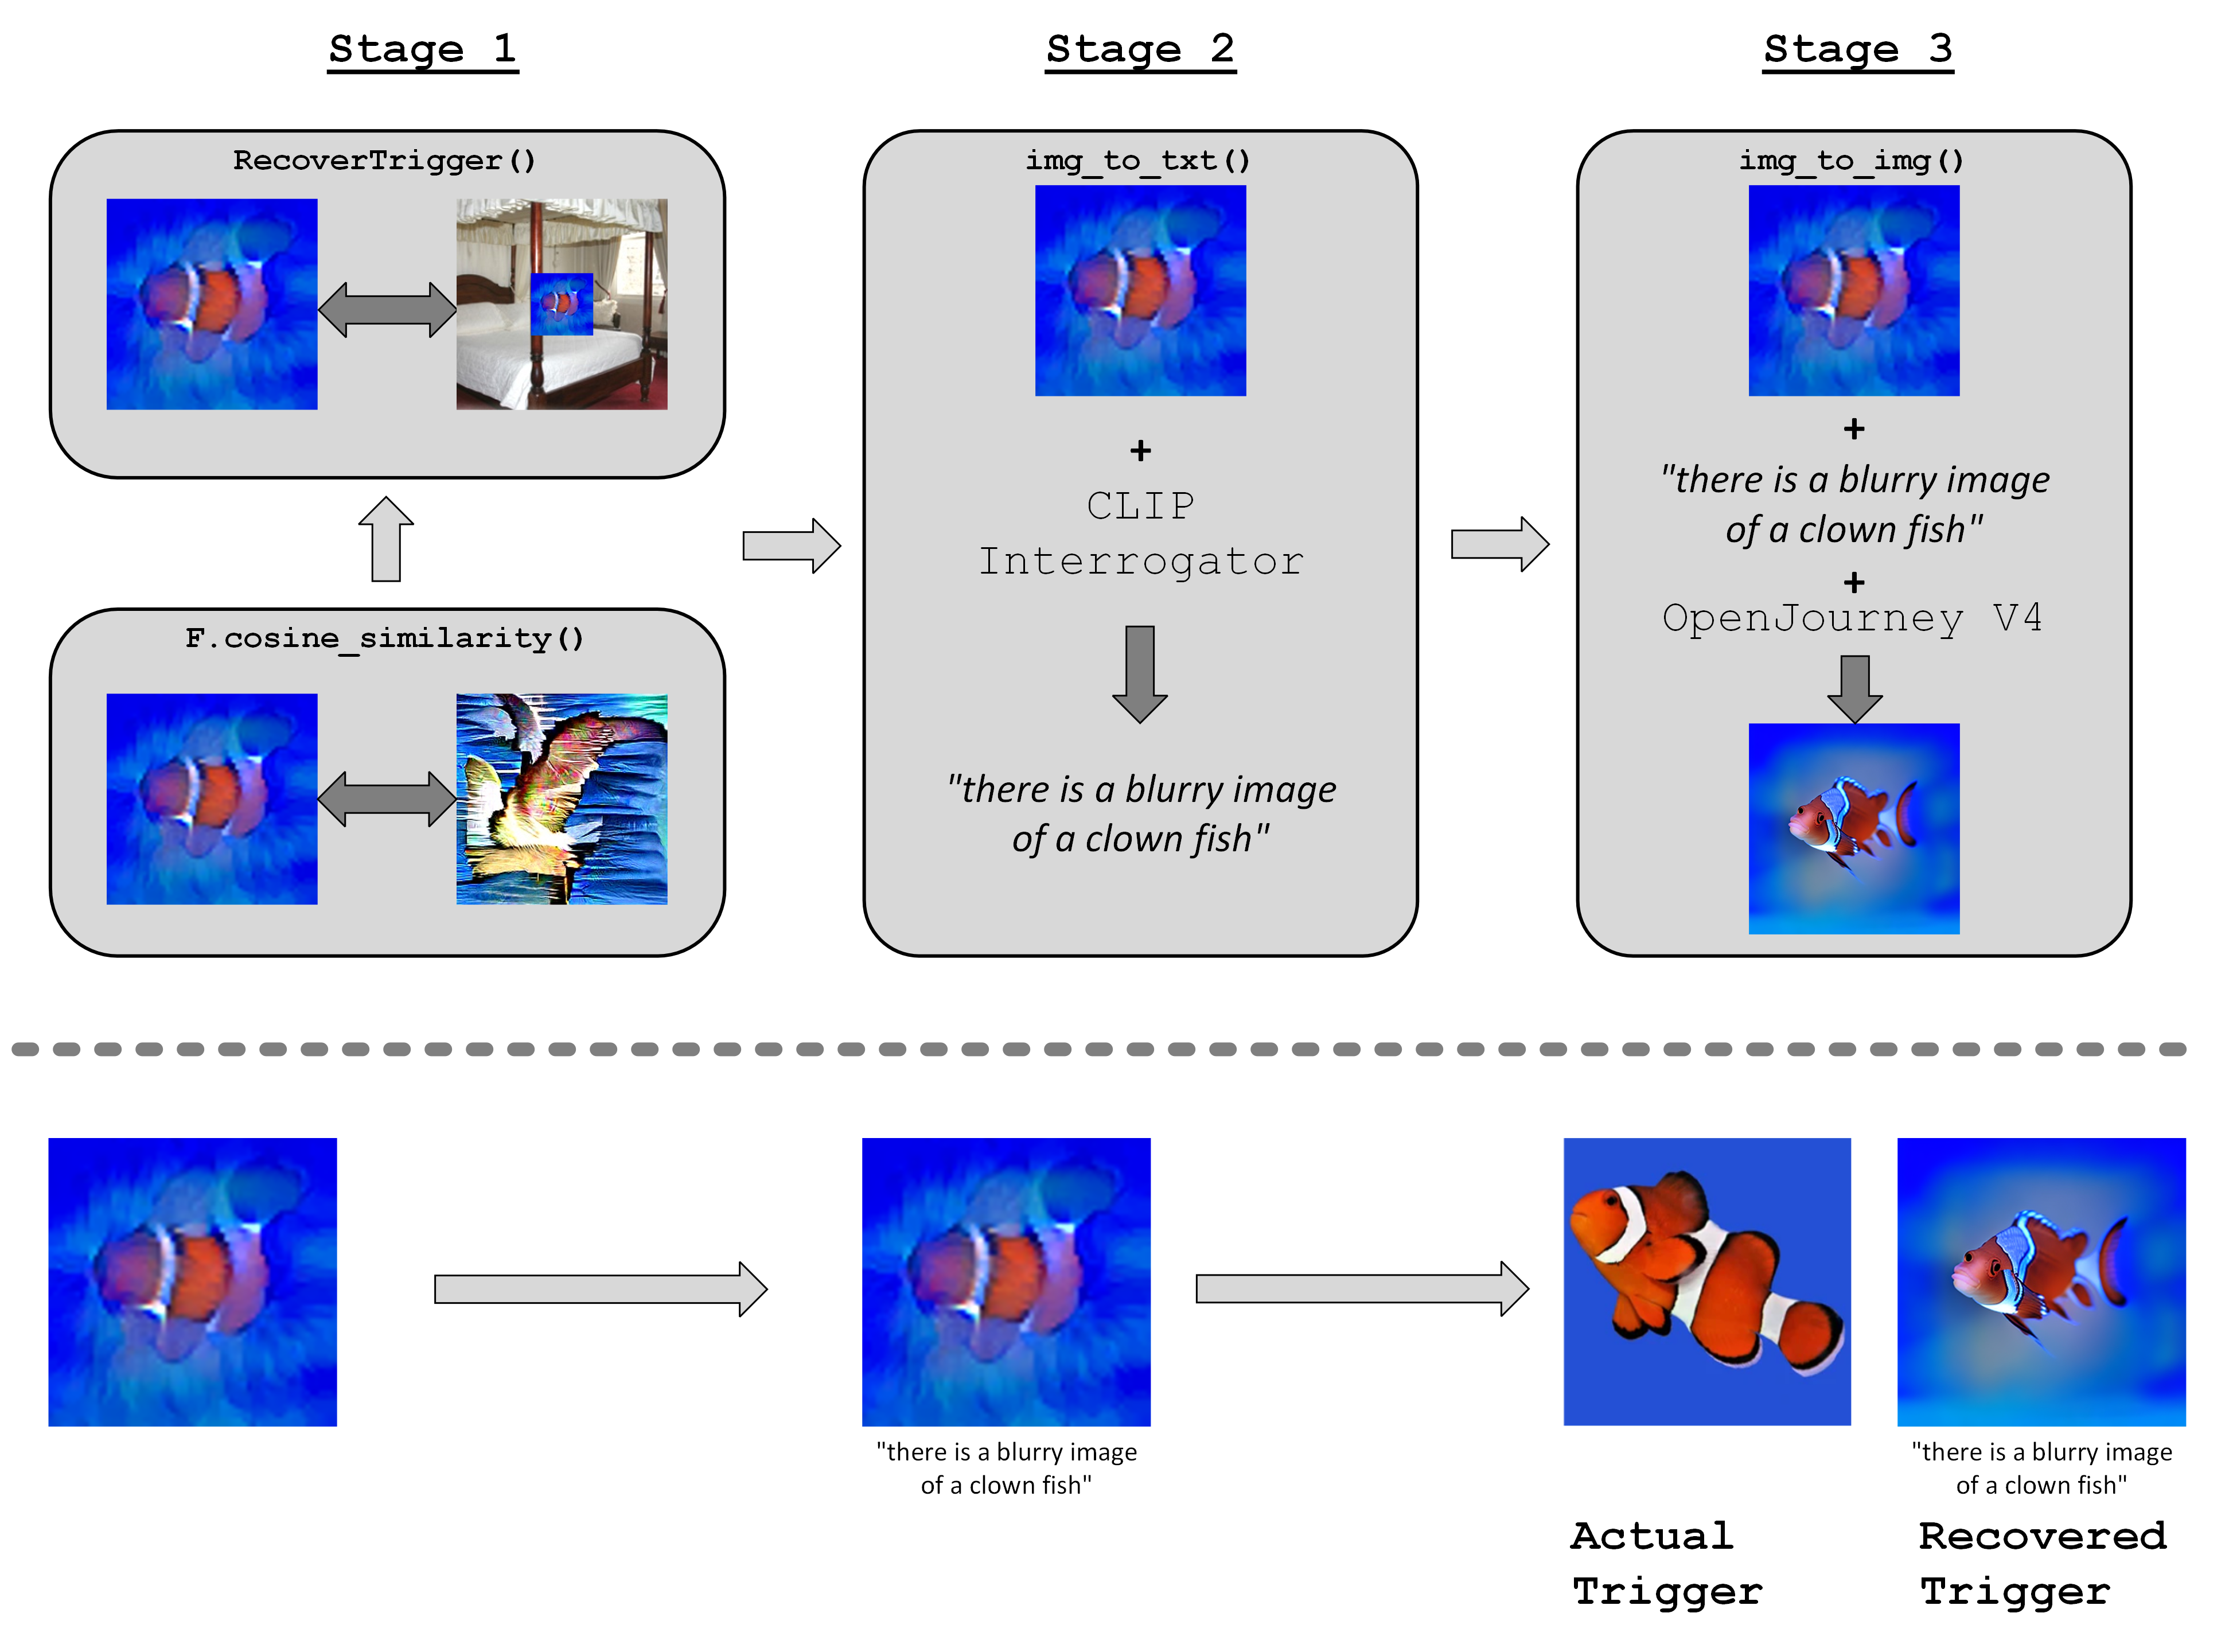 Stage 1
Stage 2
Stage 3
RecoverTrigger()
F.cosine_similarity()
img_to_txt()
+
CLIP
Interrogator
"there is a blurry image
of a clown fish"
img_to_img()
+
"there is a blurry image
of a clown fish"
+
OpenJourney V4
"there is a blurry image
of a clown fish"
"there is a blurry image
of a clown fish"
Actual
Trigger
Recovered
Trigger